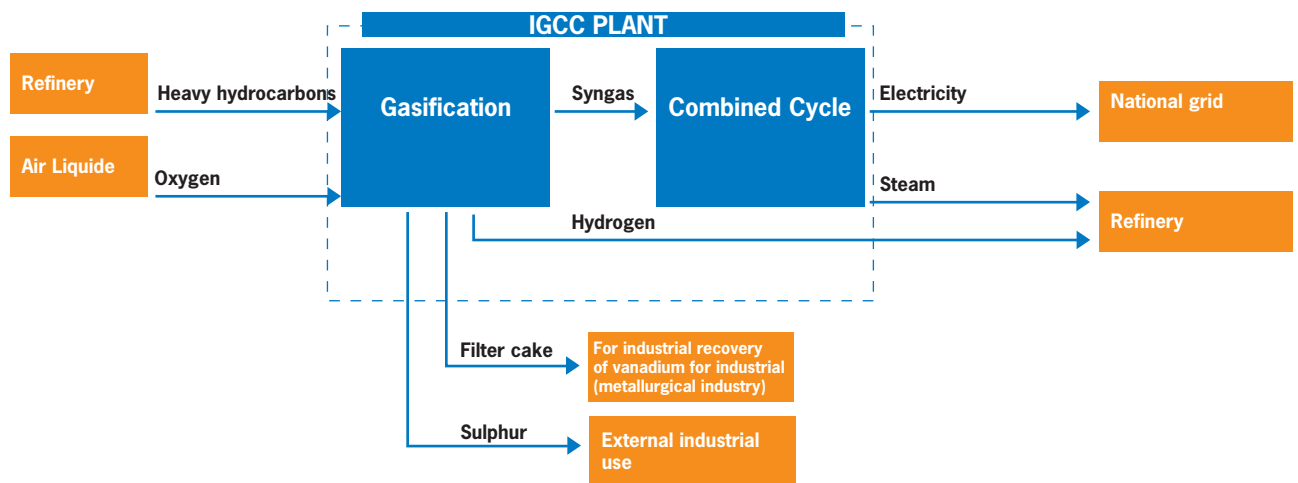 IGCC PLANT
Refinery
Heavy hydrocarbons
Gasification
Syngas
Combined Cycle
Electricity
National grid
Air Liquide
Oxygen
Steam
Hydrogen
Refinery
Filter cake
For industrial recovery
of vanadium for industrial
(metallurgical industry)
Sulphur
External industrial
use